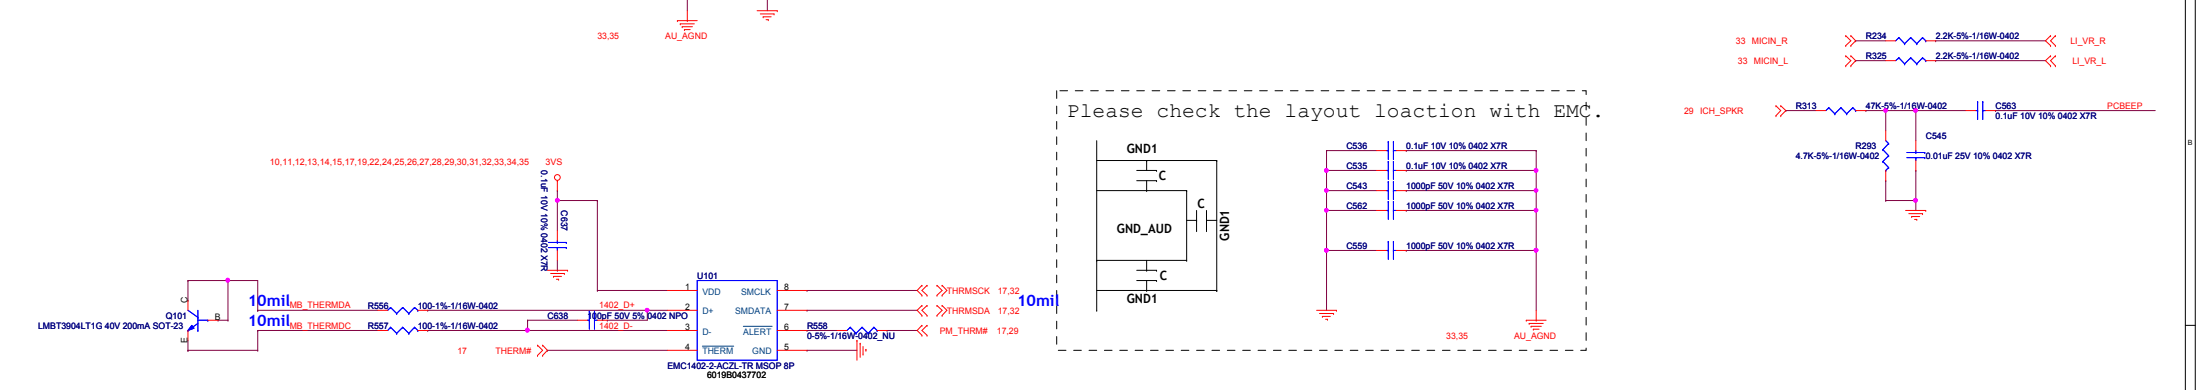 33,35 AU_AGND
33 MICIN_R R234 2.2K-5%-1/16W-0402 LI_VR_R
33 MICIN_L R325 2.2K-5%-1/16W-0402 LI_VR_L
29 ICH_SPKR R313 47K-5%-1/16W-0402 C563 PCBEEP
0.1uF 10V 10% 0402 X7R
R293
4.7K-5%-1/16W-0402
C545
0.01uF 25V 10% 0402 X7R
B
Please check the layout loaction with EMC.
GND1
C
C
GND_AUD
GND1
C
GND1
C536 0.1uF 10V 10% 0402 X7R
C535 0.1uF 10V 10% 0402 X7R
C543 1000pF 50V 10% 0402 X7R
C562 1000pF 50V 10% 0402 X7R
C559 1000pF 50V 10% 0402 X7R
33,35 AU_AGND
10,11,12,13,14,15,17,19,22,24,25,26,27,28,29,30,31,32,33,34,35 3VS
0.1uF 10V 10% 0402 X7R
C637
U101
1 VDD SMCLK 8 THRMSCK 17,32
10mil
10mil MB_THERMDA R556 100-1%-1/16W-0402 1402_D+ 2 D+ SMDATA 7 THRMSDA 17,32
C638 100pF 50V 5% 0402 NPO
10mil MB_THERMDC R557 100-1%-1/16W-0402 1402_D- 3 D- ALERT 6 R558 PM_THRM# 17,29
0-5%-1/16W-0402_NU
17 THERM# 4 THERM GND 5
C
B
E
Q101
LMBT3904LT1G 40V 200mA SOT-23
EMC1402-2-ACZL-TR MSOP 8P
6019B0437702